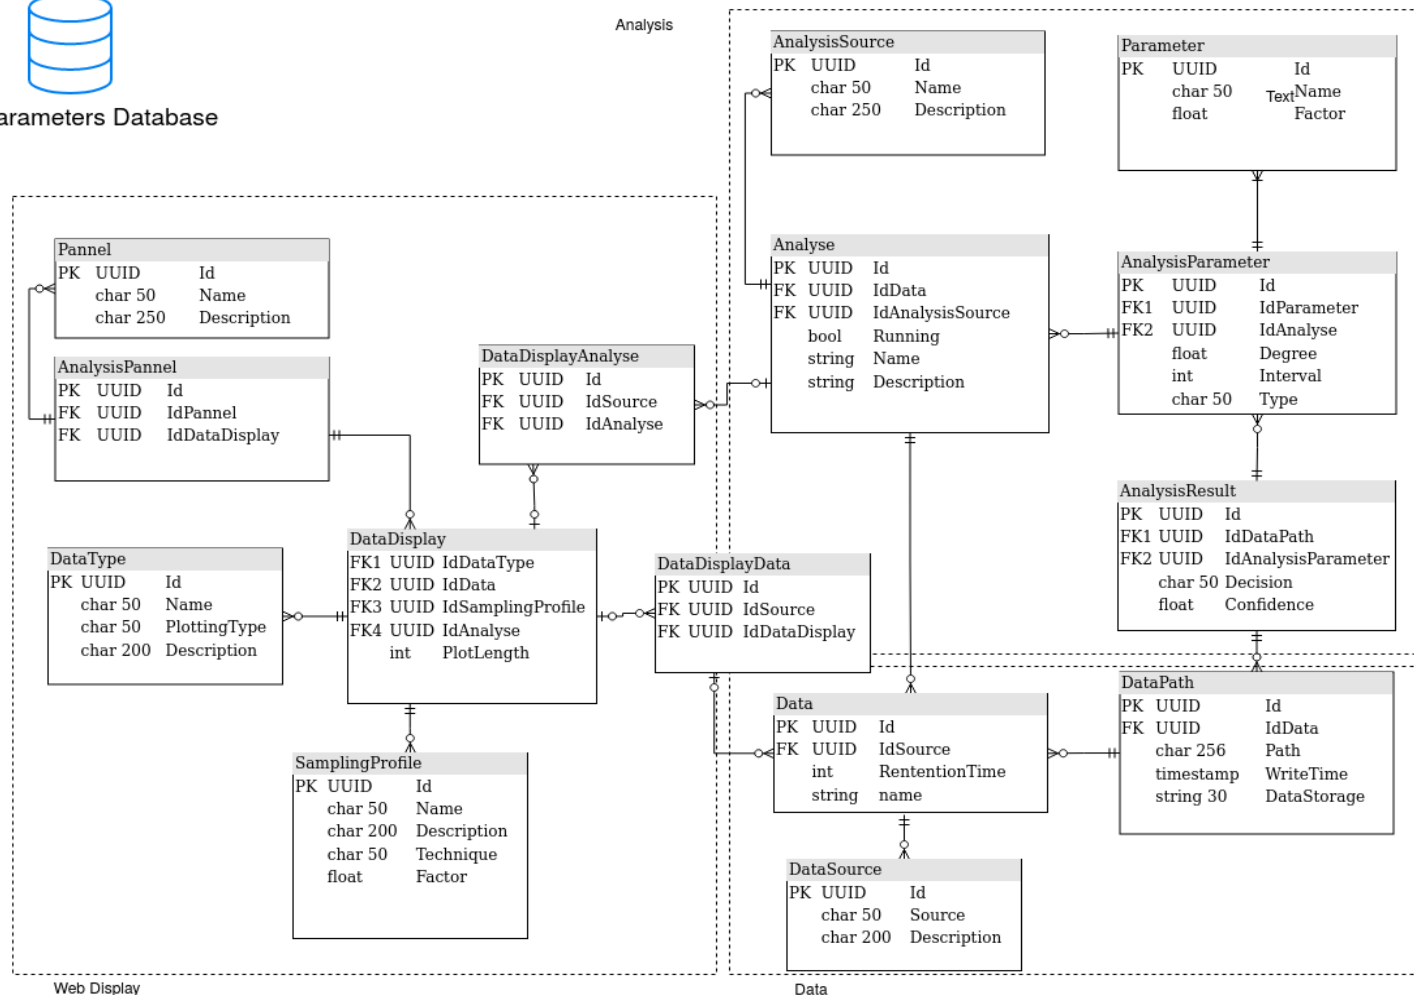 arameters Database
Analysis
AnalysisSource
PK UUID Id
char 50 Name
char 250 Description
Parameter
PK UUID Id
char 50 Name
Text
float Factor
Pannel
PK UUID Id
char 50 Name
char 250 Description
AnalysisPannel
PK UUID Id
FK UUID IdPannel
FK UUID IdDataDisplay
DataDisplayAnalyse
PK UUID Id
FK UUID IdSource
FK UUID IdAnalyse
Analyse
PK UUID Id
FK UUID IdData
FK UUID IdAnalysisSource
bool Running
string Name
string Description
AnalysisParameter
PK UUID Id
FK1 UUID IdParameter
FK2 UUID IdAnalyse
float Degree
int Interval
char 50 Type
AnalysisResult
PK UUID Id
FK1 UUID IdDataPath
FK2 UUID IdAnalysisParameter
char 50 Decision
float Confidence
DataType
PK UUID Id
char 50 Name
char 50 PlottingType
char 200 Description
DataDisplay
FK1 UUID IdDataType
FK2 UUID IdData
FK3 UUID IdSamplingProfile
FK4 UUID IdAnalyse
int PlotLength
DataDisplayData
PK UUID Id
FK UUID IdSource
FK UUID IdDataDisplay
SamplingProfile
PK UUID Id
char 50 Name
char 200 Description
char 50 Technique
float Factor
Data
PK UUID Id
FK UUID IdSource
int RententionTime
string name
DataPath
PK UUID Id
FK UUID IdData
char 256 Path
timestamp WriteTime
string 30 DataStorage
DataSource
PK UUID Id
char 50 Source
char 200 Description
Web Display
Data